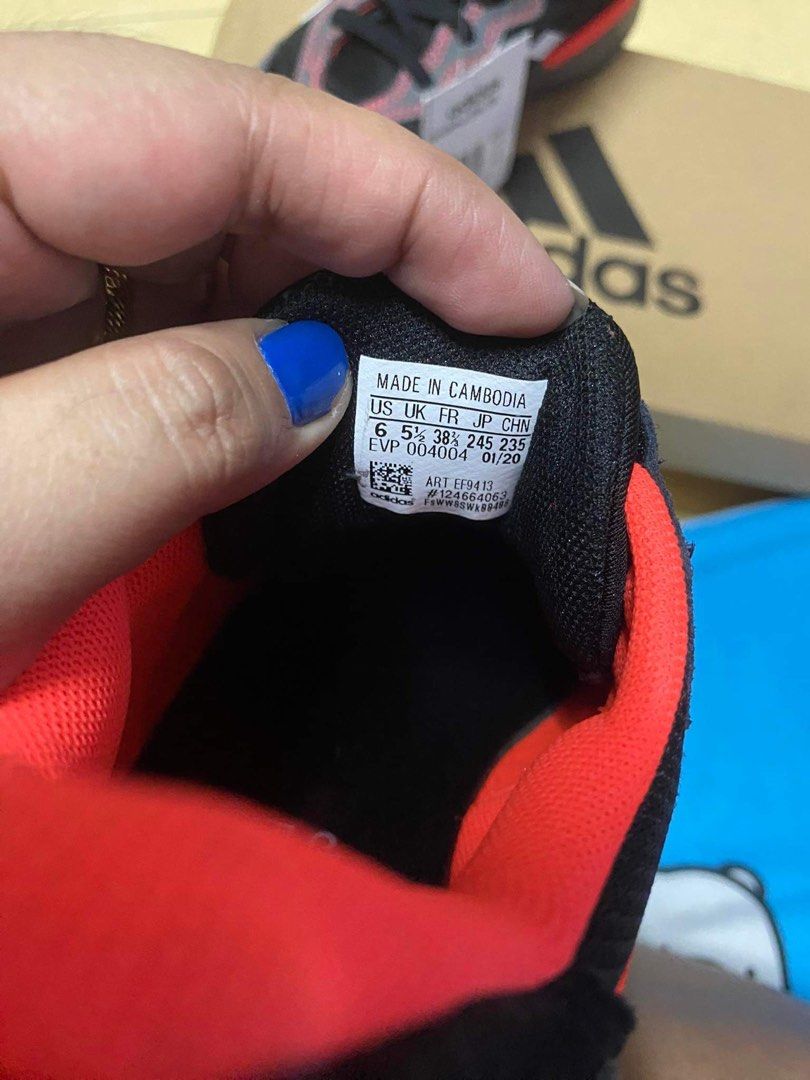 adidas
MADE IN CAMBODIA
US UK FR JP CHN
6 5½ 38⅔ 245 235
EVP 004004 01/20
ART EF9413
#124664063
adidas